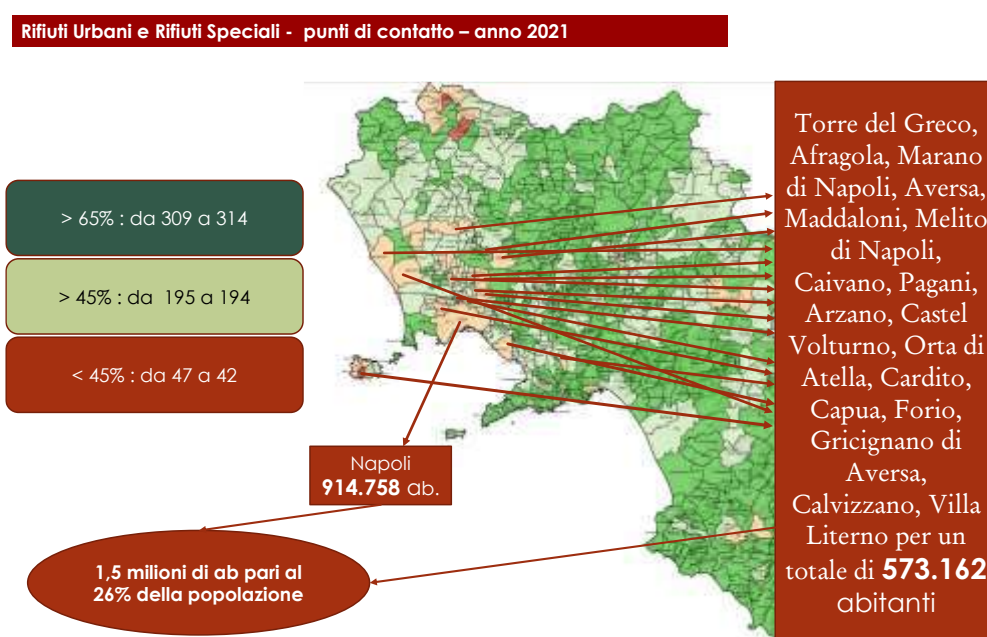 Rifiuti Urbani e Rifiuti Speciali - punti di contatto – anno 2021
> 65% : da 309 a 314
> 45% : da 195 a 194
< 45% : da 47 a 42
Napoli
914.758 ab.
1,5 milioni di ab pari al
26% della popolazione
Torre del Greco,
Afragola, Marano
di Napoli, Aversa,
Maddaloni, Melito
di Napoli,
Caivano, Pagani,
Arzano, Castel
Volturno, Orta di
Atella, Cardito,
Capua, Forio,
Gricignano di
Aversa,
Calvizzano, Villa
Literno per un
totale di 573.162
abitanti